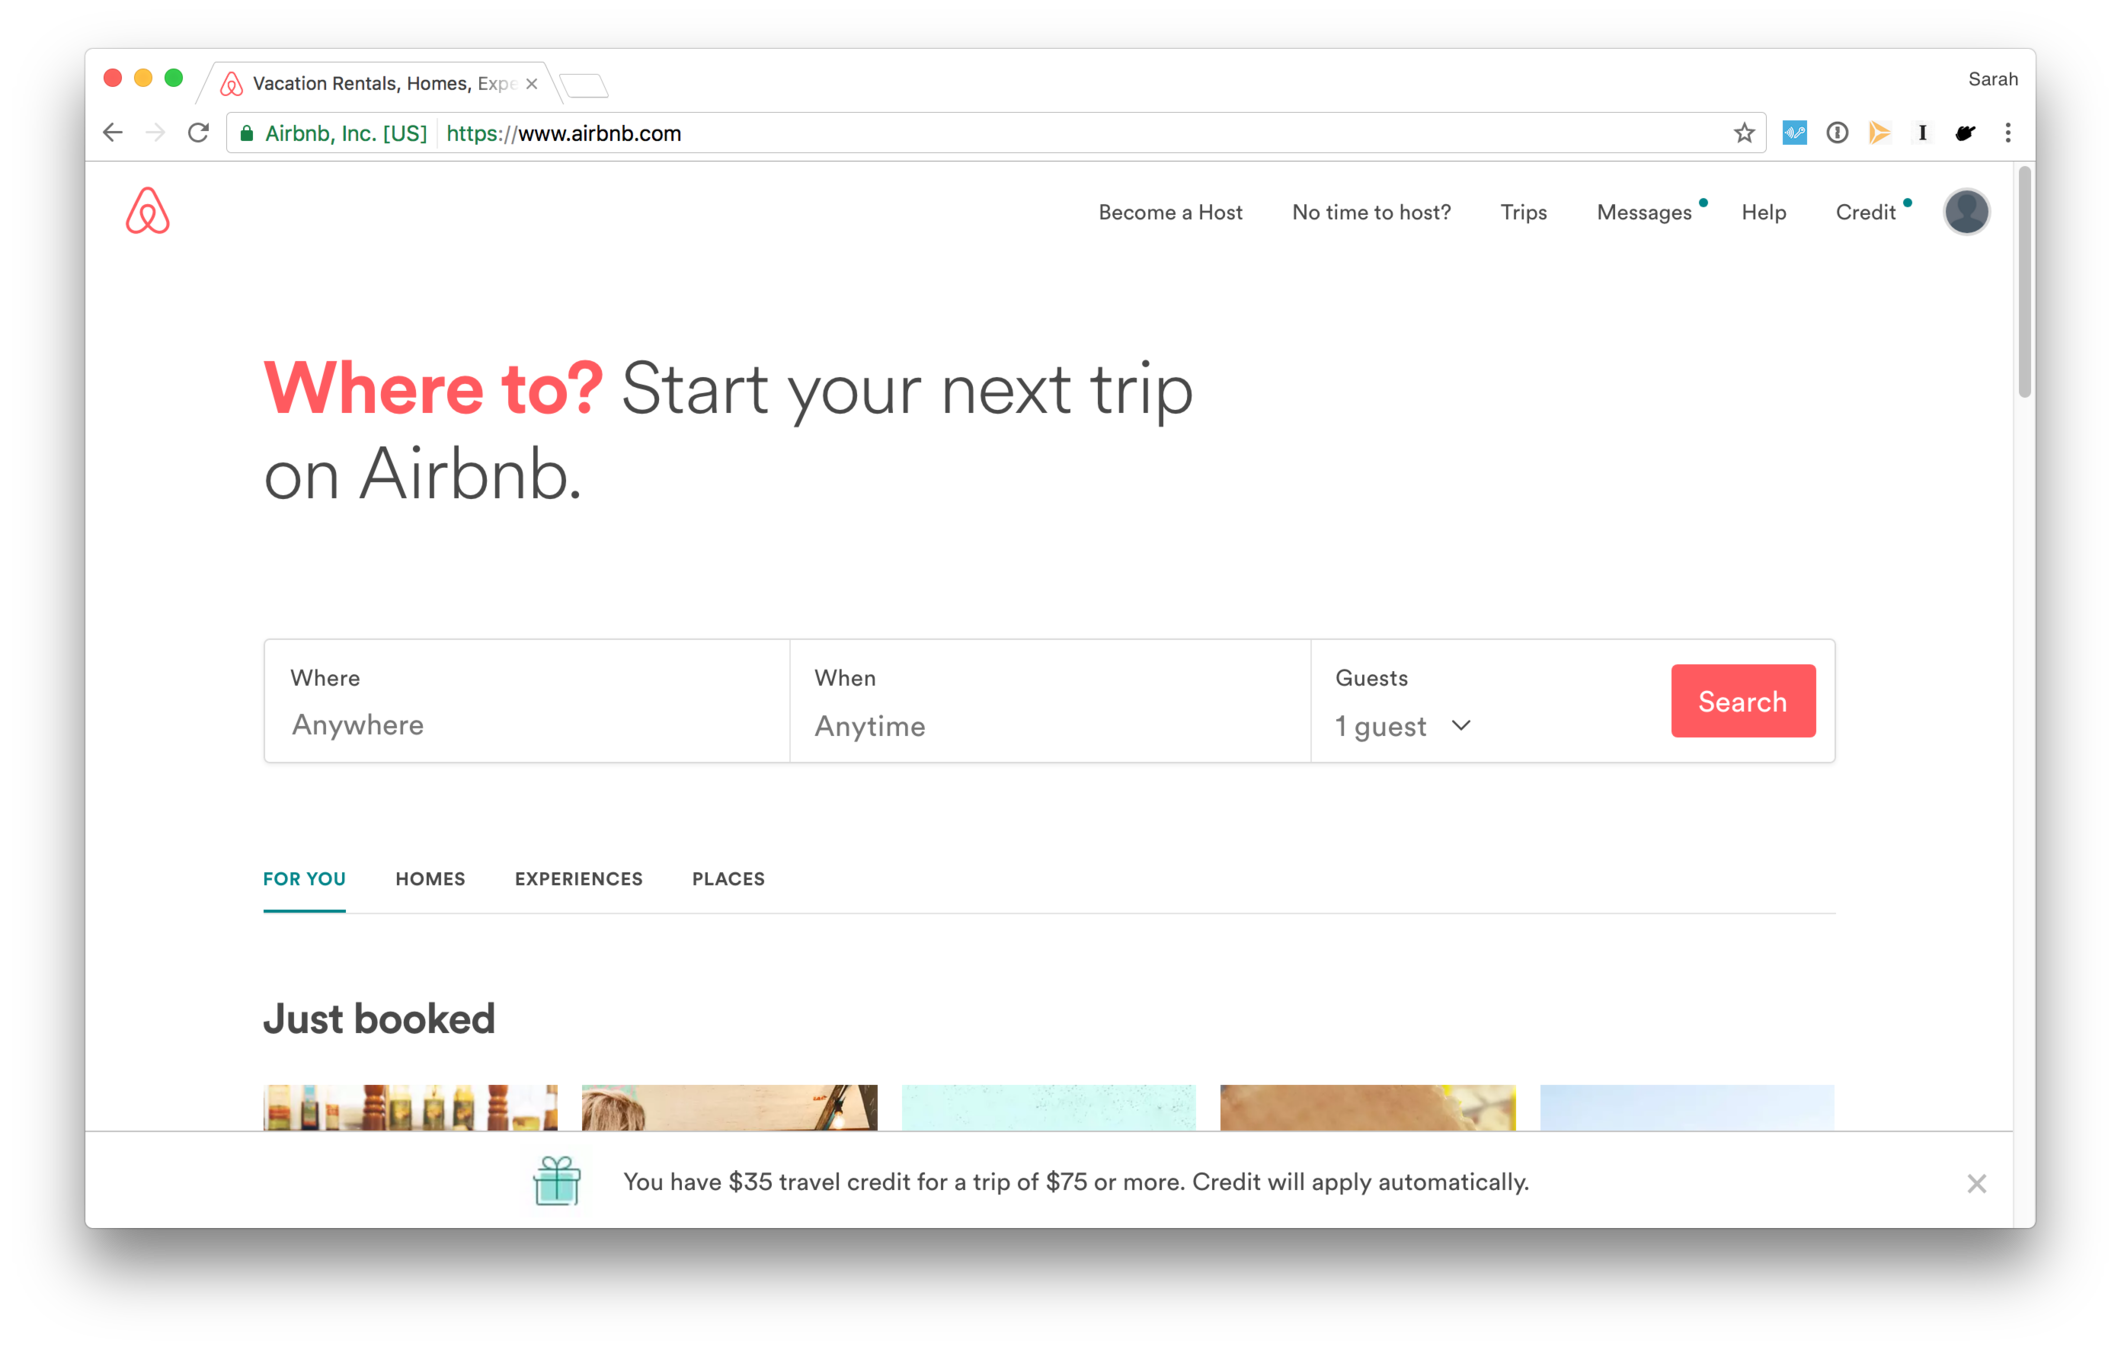 Vacation Rentals, Homes, Expe
Sarah
Airbnb, Inc. [US] https://www.airbnb.com
Become a Host No time to host? Trips Messages Help Credit
Where to? Start your next trip
on Airbnb.
Where When Guests
Anywhere Anytime 1 guest
Search
FOR YOU HOMES EXPERIENCES PLACES
Just booked
You have $35 travel credit for a trip of $75 or more. Credit will apply automatically.